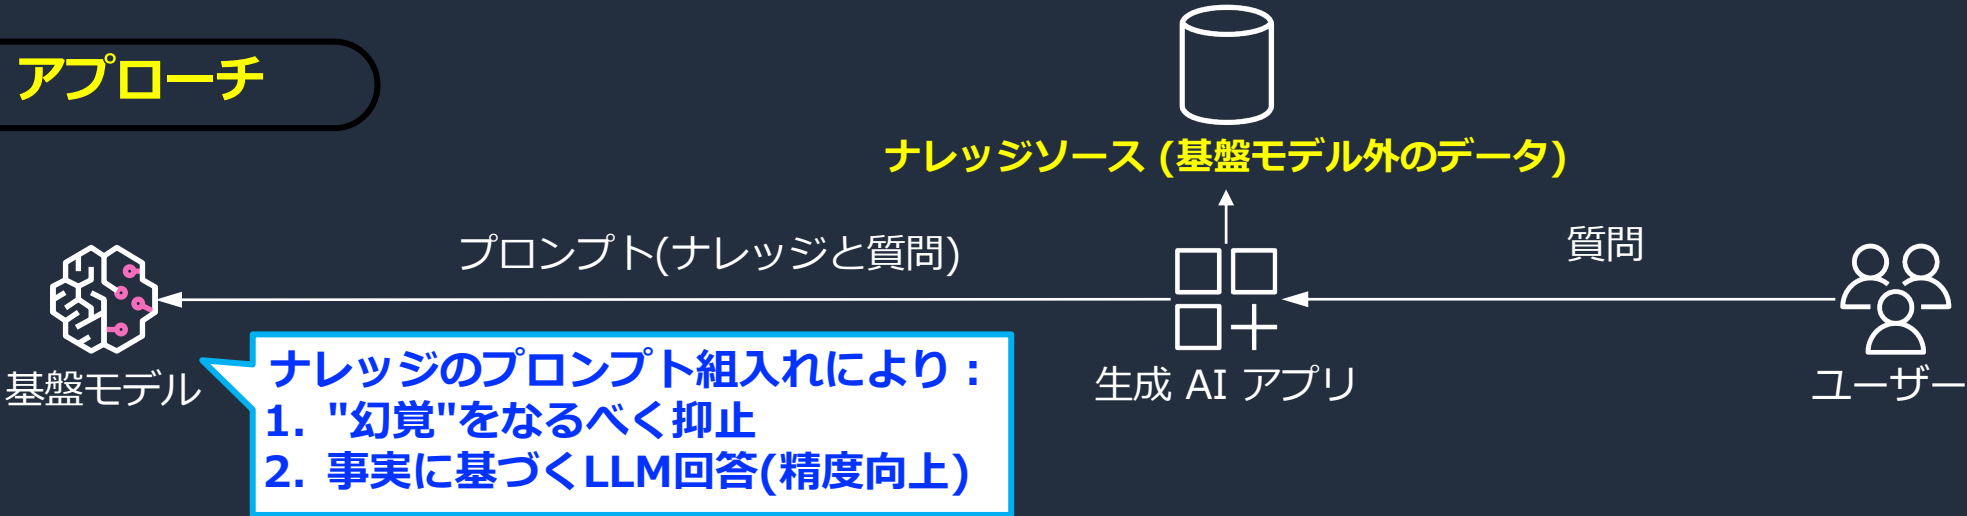 アプローチ
ナレッジソース (基盤モデル外のデータ)
プロンプト(ナレッジと質問)
質問
基盤モデル
生成 AI アプリ
ユーザー
ナレッジのプロンプト組入れにより：
1. "幻覚"をなるべく抑止
2. 事実に基づくLLM回答(精度向上)